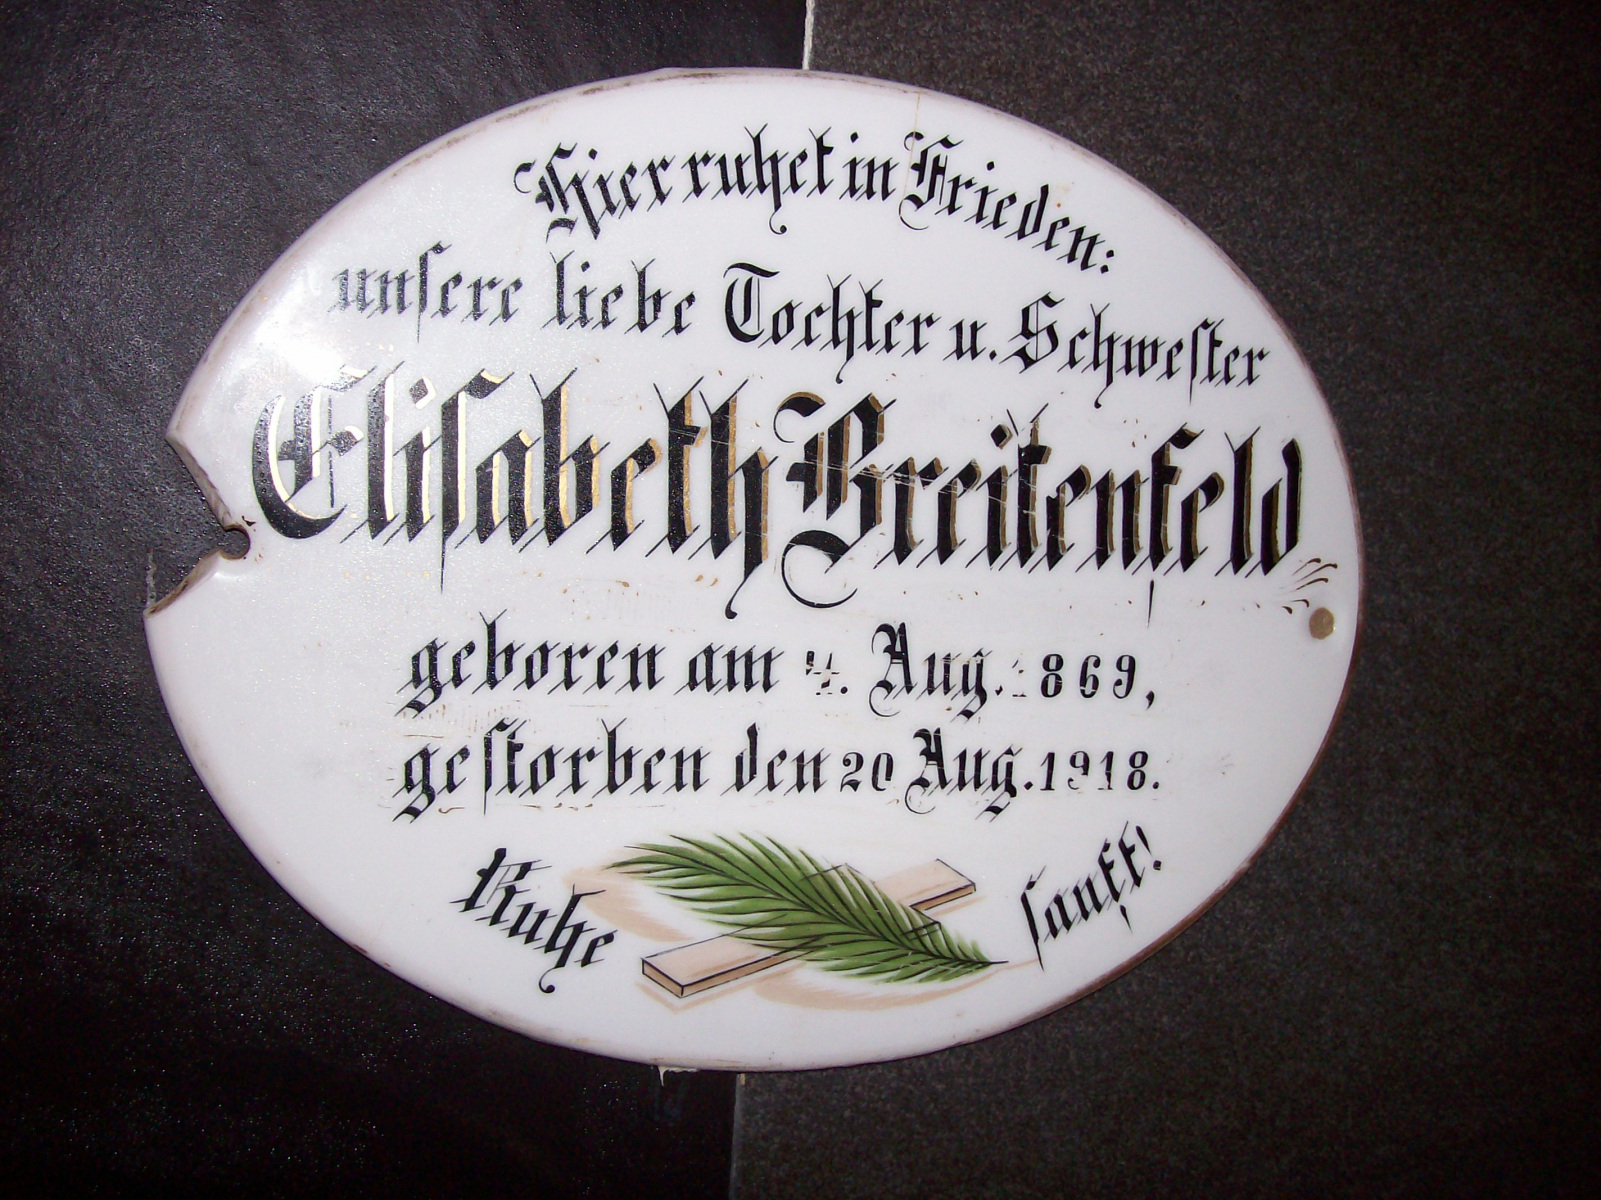 Hier ruhet in Frieden:
unsere liebe Tochter u. Schwester
Elisabeth Breitenfeld
geboren am 4. Aug. 1869,
gestorben den 20 Aug. 1918.
Ruhe sanft!